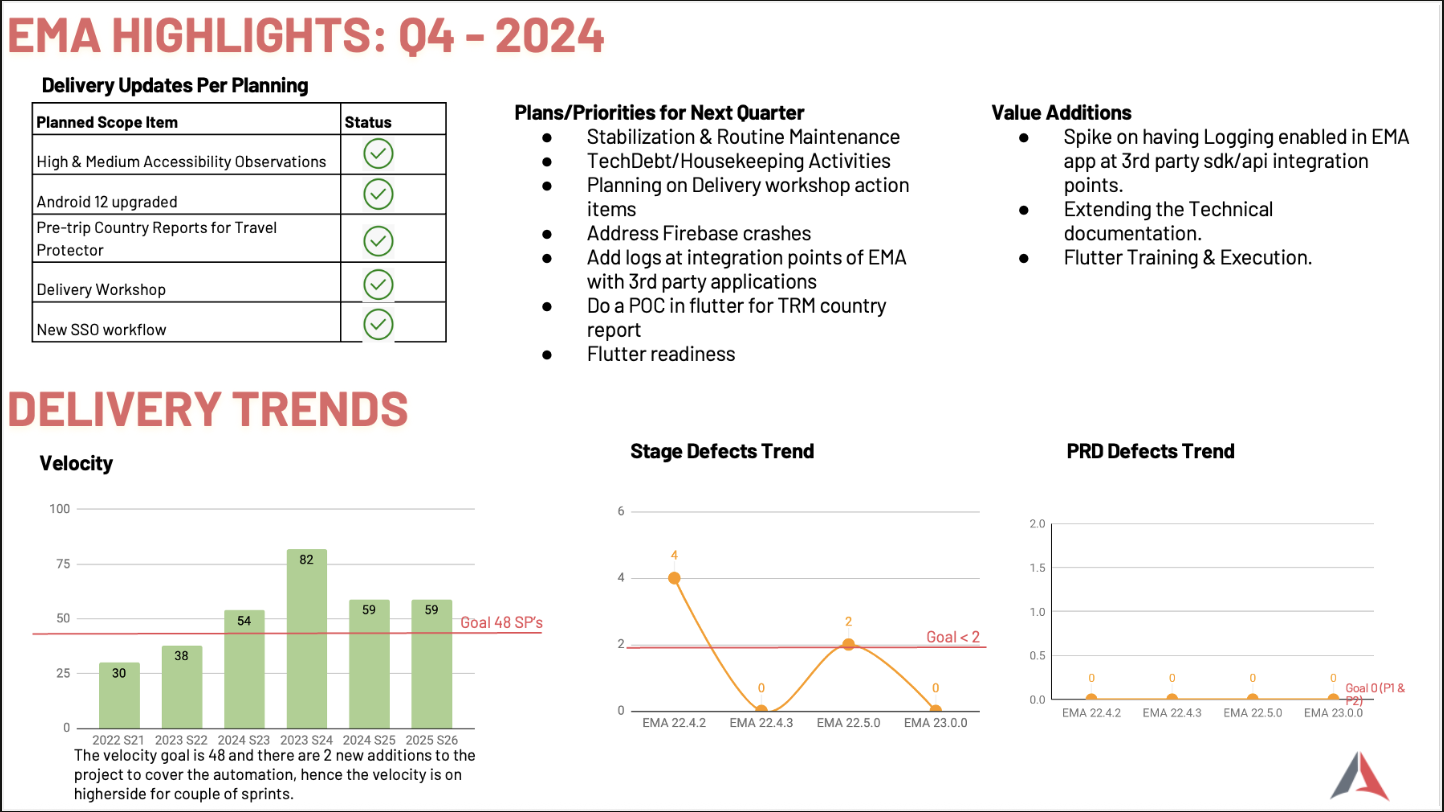 EMA HIGHLIGHTS: Q4 - 2024
Delivery Updates Per Planning
Planned Scope Item Status
High & Medium Accessibility Observations
Android 12 upgraded
Pre-trip Country Reports for Travel
Protector
Delivery Workshop
New SSO workflow
Plans/Priorities for Next Quarter
● Stabilization & Routine Maintenance
● TechDebt/Housekeeping Activities
● Planning on Delivery workshop action
items
● Address Firebase crashes
● Add logs at integration points of EMA
with 3rd party applications
● Do a POC in flutter for TRM country
report
● Flutter readiness
Value Additions
● Spike on having Logging enabled in EMA
app at 3rd party sdk/api integration
points.
● Extending the Technical
documentation.
● Flutter Training & Execution.
DELIVERY TRENDS
Velocity
100
75
50
25
0
30
38
54
82
59
59
Goal 48 SP's
2022 S21 2023 S22 2024 S23 2023 S24 2024 S25 2025 S26
The velocity goal is 48 and there are 2 new additions to the
project to cover the automation, hence the velocity is on
higherside for couple of sprints.
Stage Defects Trend
6
4
2
0
4
0
2
0
Goal < 2
EMA 22.4.2 EMA 22.4.3 EMA 22.5.0 EMA 23.0.0
PRD Defects Trend
2.0
1.5
1.0
0.5
0.0
0 0 0 0
Goal 0 (P1 &
P2)
EMA 22.4.2 EMA 22.4.3 EMA 22.5.0 EMA 23.0.0